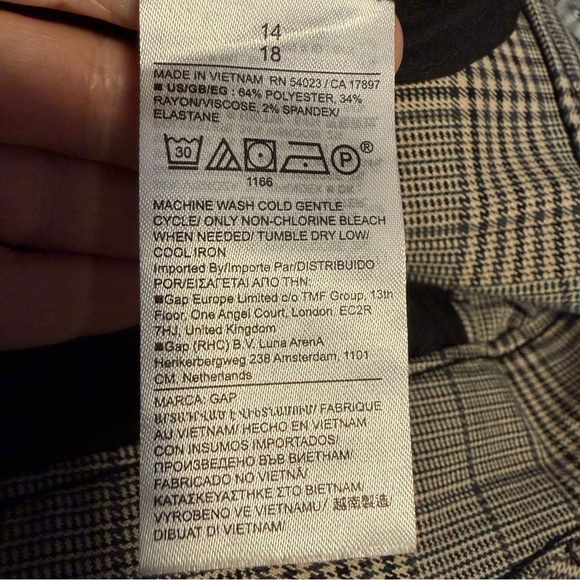 14
18
MADE IN VIETNAM RN 54023 / CA 17897
■ US/GB/EG : 64% POLYESTER, 34%
RAYON/VISCOSE, 2% SPANDEX/
ELASTANE
30 P ®
1166
MACHINE WASH COLD GENTLE
CYCLE/ ONLY NON-CHLORINE BLEACH
WHEN NEEDED/ TUMBLE DRY LOW/
COOL IRON
Imported By/Importe Par/DISTRIBUIDO
POR/ΕΙΣΑΓΕΤΑΙ ΑΠΟ ΤΗΝ:
■Gap Europe Limited c/o TMF Group, 13th
Floor, One Angel Court, London. EC2R
7HJ, United Kingdom
■Gap (RHC) B.V. Luna ArenA
Herikerbergweg 238 Amsterdam, 1101
CM, Netherlands
MARCA: GAP
ԱՐՏԱԴՐՎԱԾ Է ՎԻԵՏՆԱՄՈՒՄ/ FABRIQUE
AU VIETNAM/ HECHO EN VIETNAM
CON INSUMOS IMPORTADOS/
ПРОИЗВЕДЕНО ВЪВ ВИЕТНАМ/
FABRICADO NO VIETNÃ/
ΚΑΤΑΣΚΕΥΑΣΤΗΚΕ ΣΤΟ ΒΙΕΤΝΑΜ/
VYROBENO VE VIETNAMU/ 越南製造/
DIBUAT DI VIETNAM/